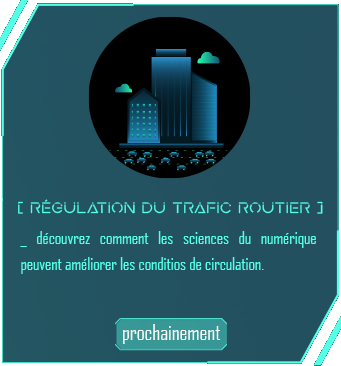 [ RÉGULATION DU TRAFIC ROUTIER ]
_ découvrez comment les sciences du numérique
peuvent améliorer les conditios de circulation.
prochainement